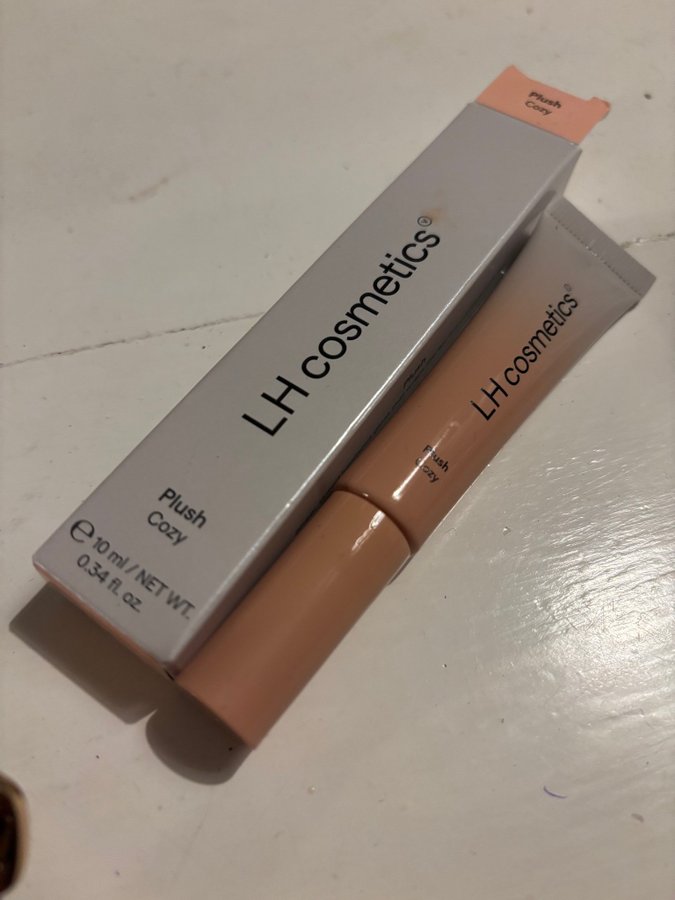 Plush
Cozy
LH cosmetics®
Plush
Cozy
℮ 10 ml / NET WT.
0.34 fl. oz.
LH cosmetics®
Plush
Cozy